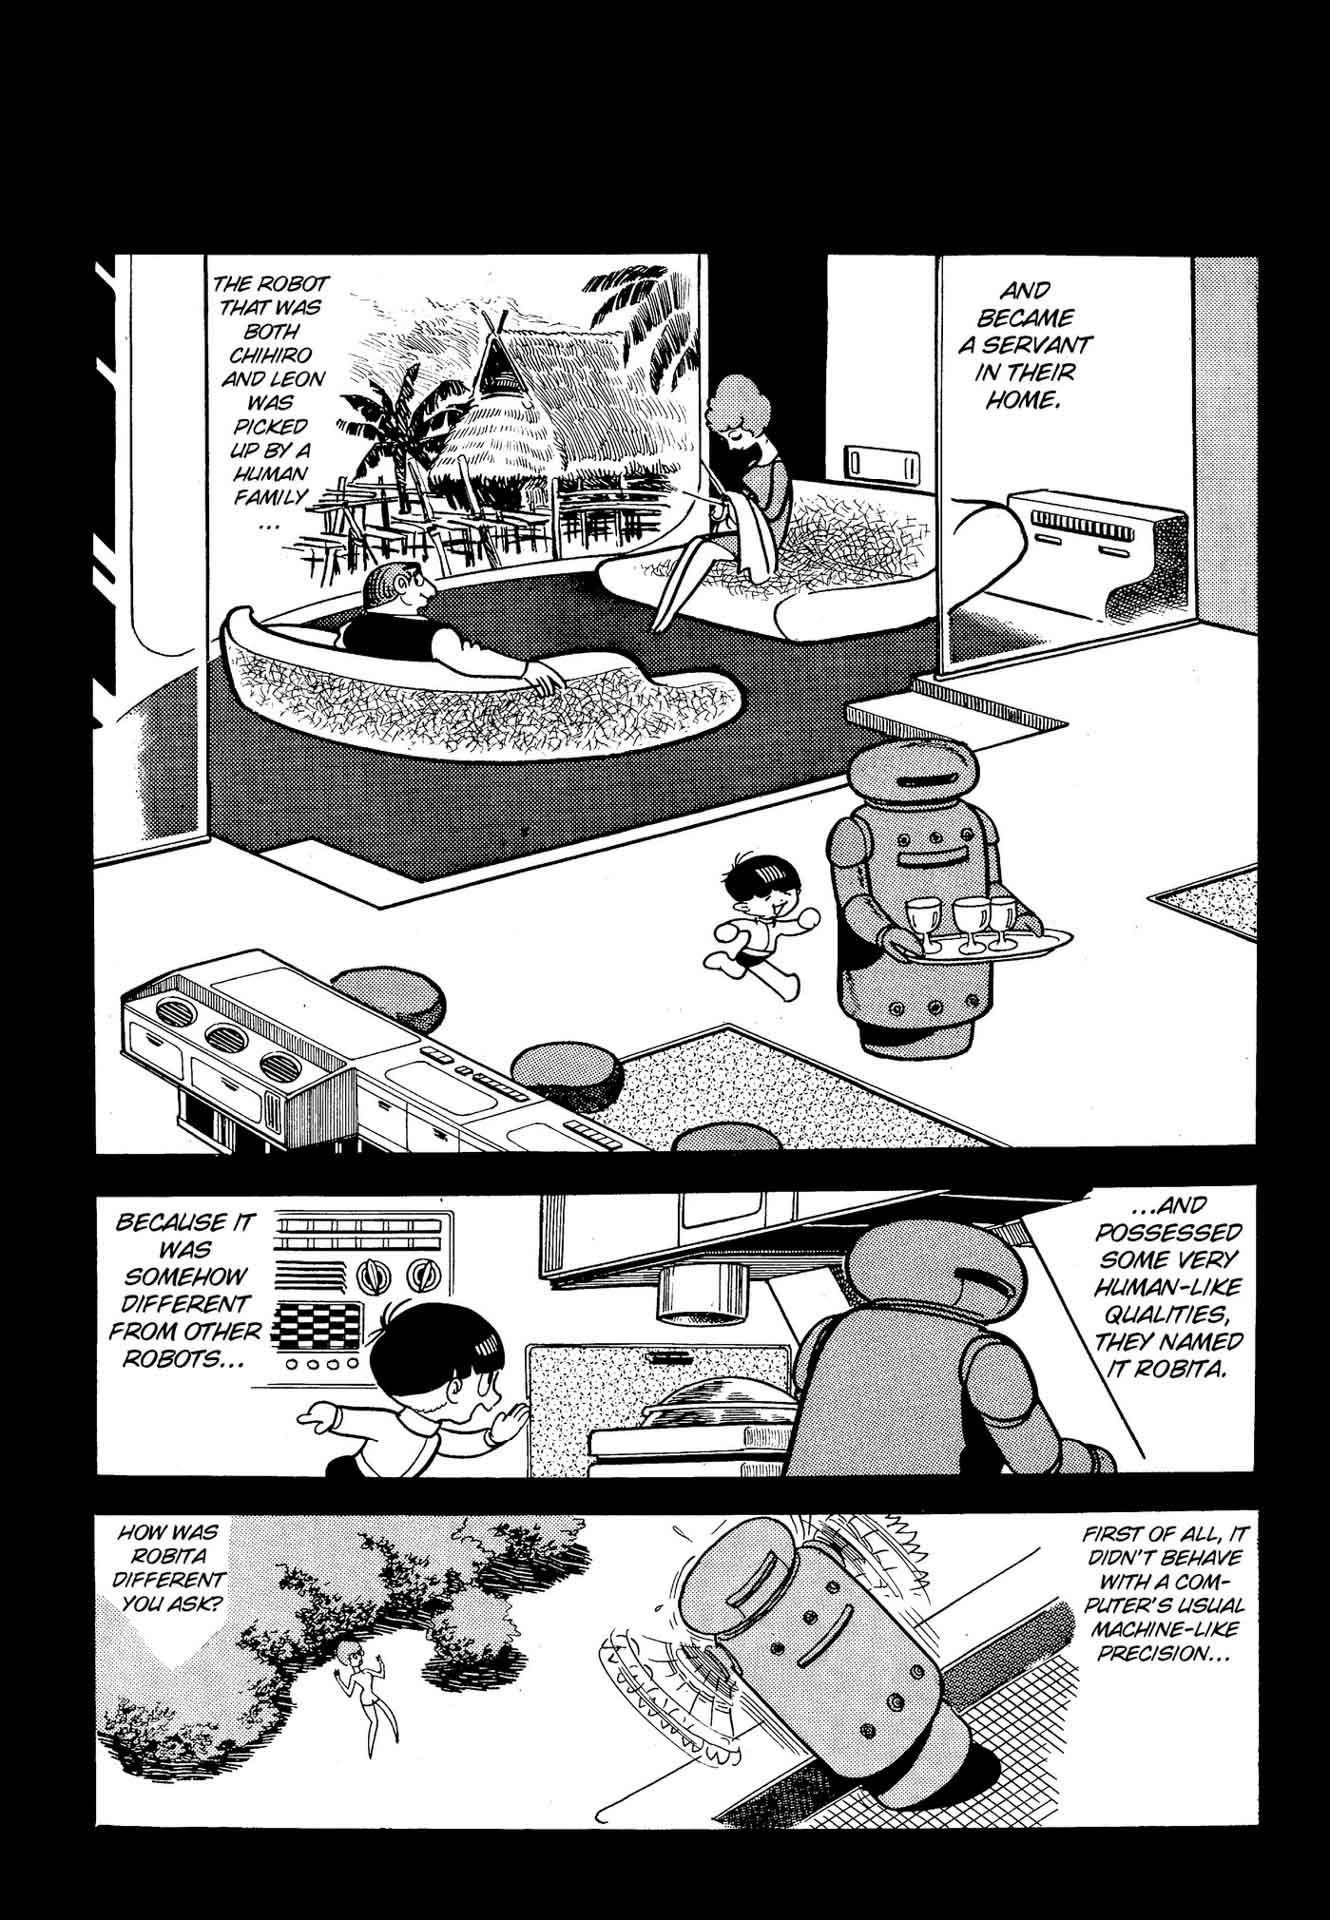 THE ROBOT
THAT WAS
BOTH
CHIHIRO
AND LEON
WAS
PICKED
UP BY A
HUMAN
FAMILY
...
AND
BECAME
A SERVANT
IN THEIR
HOME.
BECAUSE IT
WAS
SOMEHOW
DIFFERENT
FROM OTHER
ROBOTS...
...AND
POSSESSED
SOME VERY
HUMAN-LIKE
QUALITIES,
THEY NAMED
IT ROBITA.
HOW WAS
ROBITA
DIFFERENT
YOU ASK?
FIRST OF ALL, IT
DIDN'T BEHAVE
WITH A COM-
PUTER'S USUAL
MACHINE-LIKE
PRECISION...